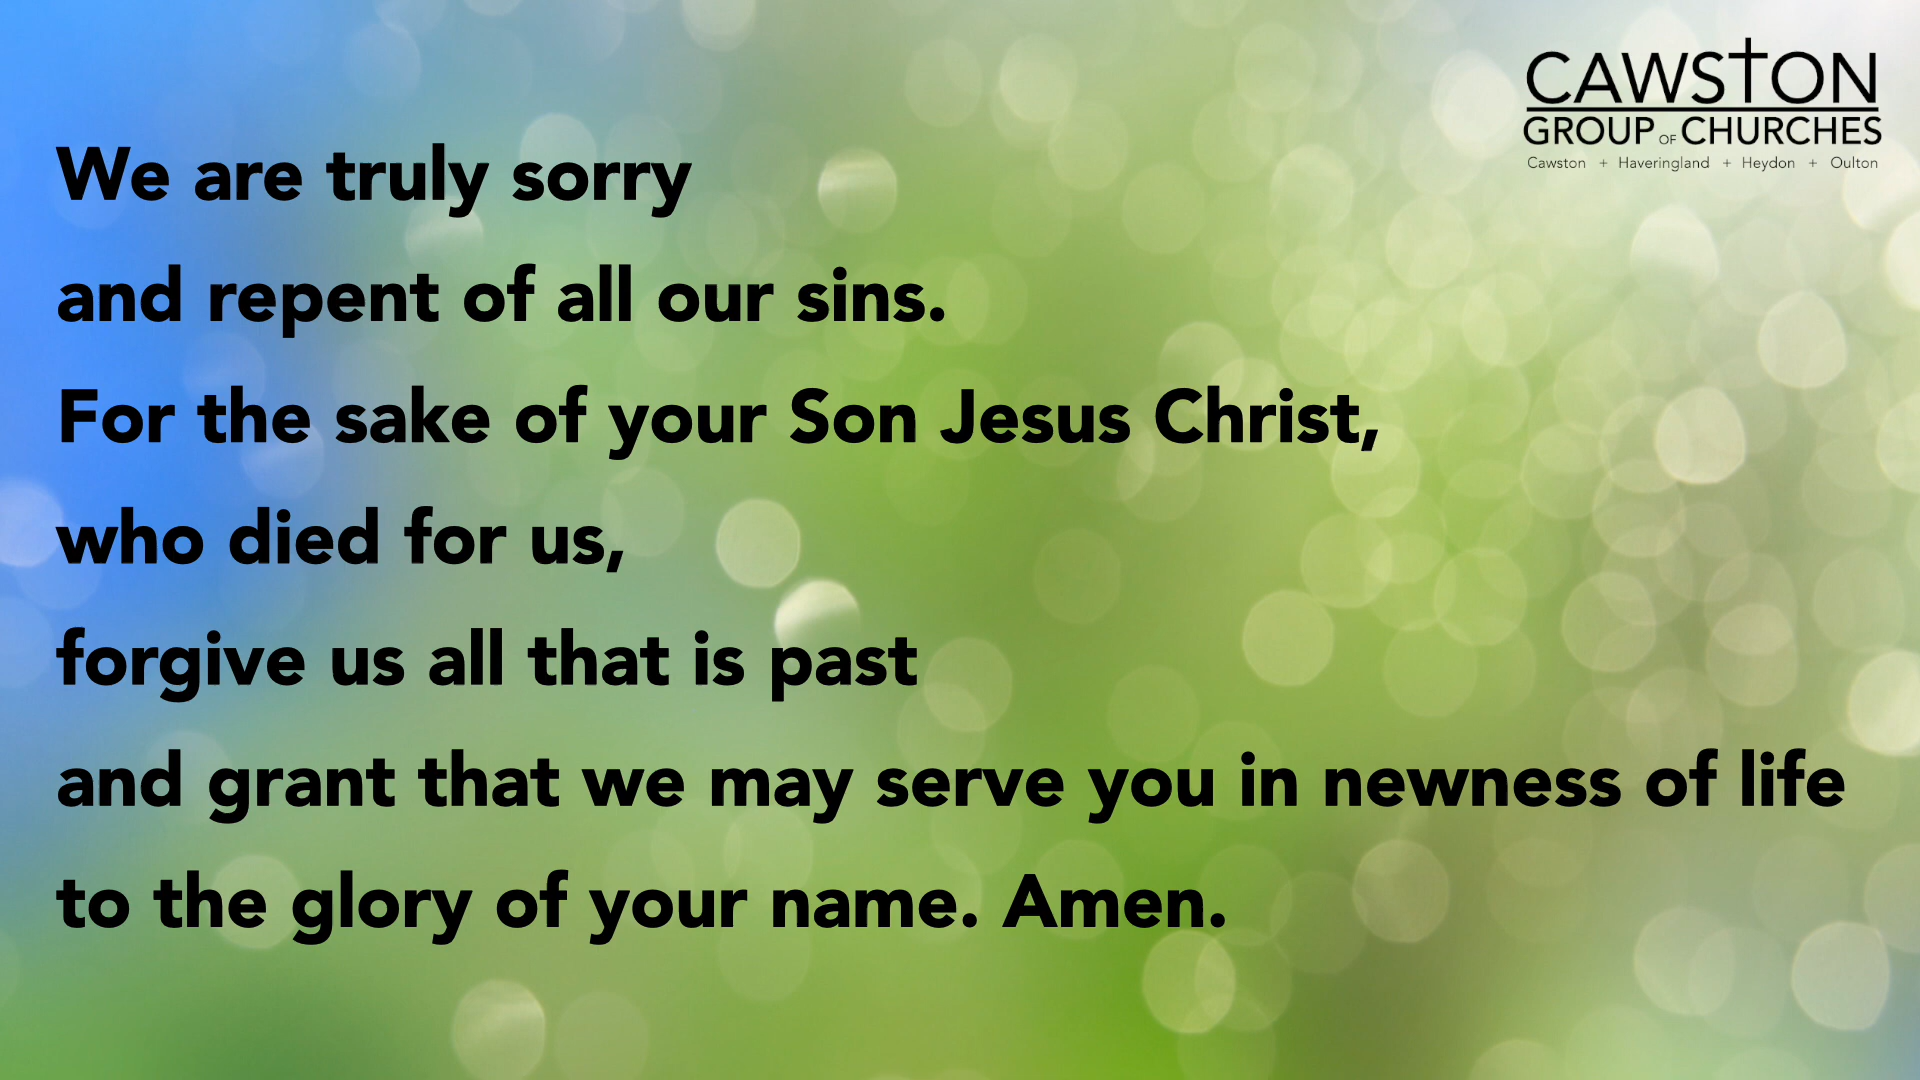 CAWSTON
GROUP OF CHURCHES
Cawston + Haveringland + Heydon + Oulton
We are truly sorry
and repent of all our sins.
For the sake of your Son Jesus Christ,
who died for us,
forgive us all that is past
and grant that we may serve you in newness of life
to the glory of your name. Amen.